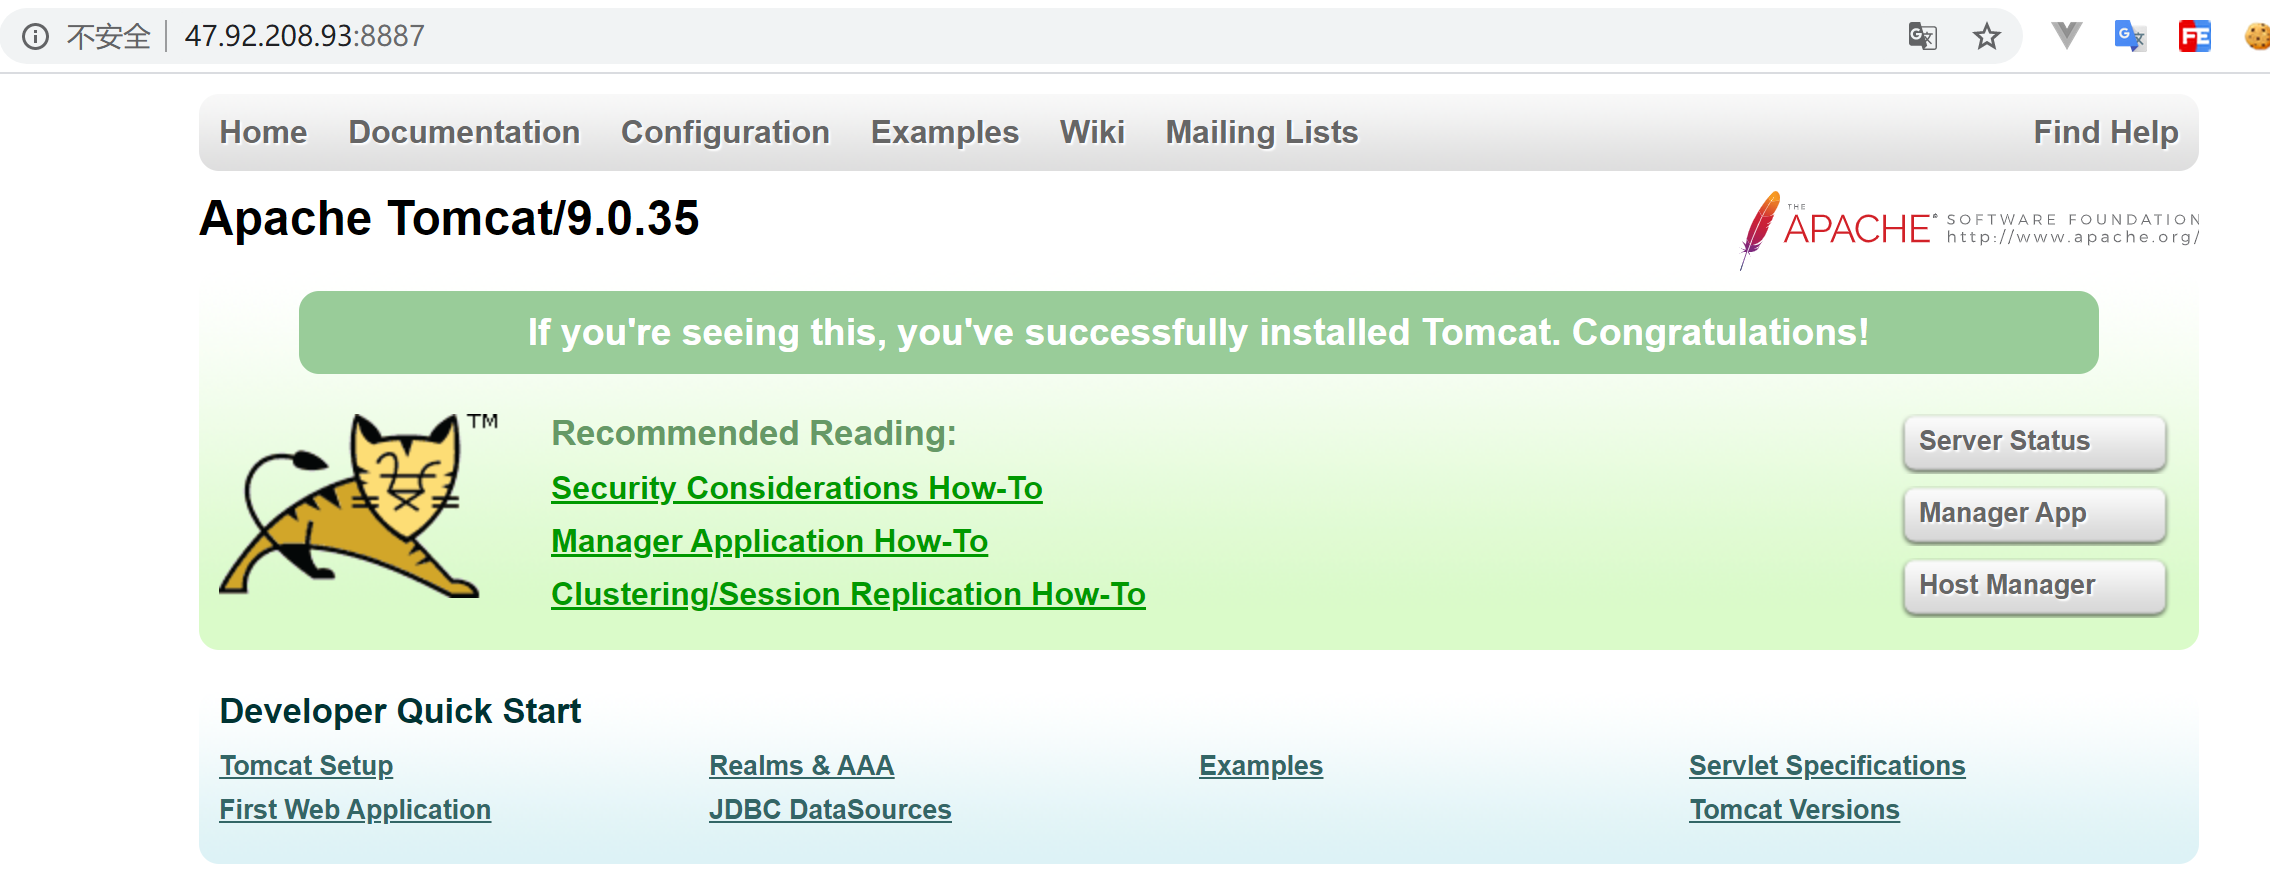 不安全 47.92.208.93:8887
Home Documentation Configuration Examples Wiki Mailing Lists Find Help
Apache Tomcat/9.0.35
THE
APACHE® SOFTWARE FOUNDATION
http://www.apache.org/
If you're seeing this, you've successfully installed Tomcat. Congratulations!
TM
Recommended Reading:
Security Considerations How-To
Manager Application How-To
Clustering/Session Replication How-To
Server Status
Manager App
Host Manager
Developer Quick Start
Tomcat Setup Realms & AAA Examples Servlet Specifications
First Web Application JDBC DataSources Tomcat Versions